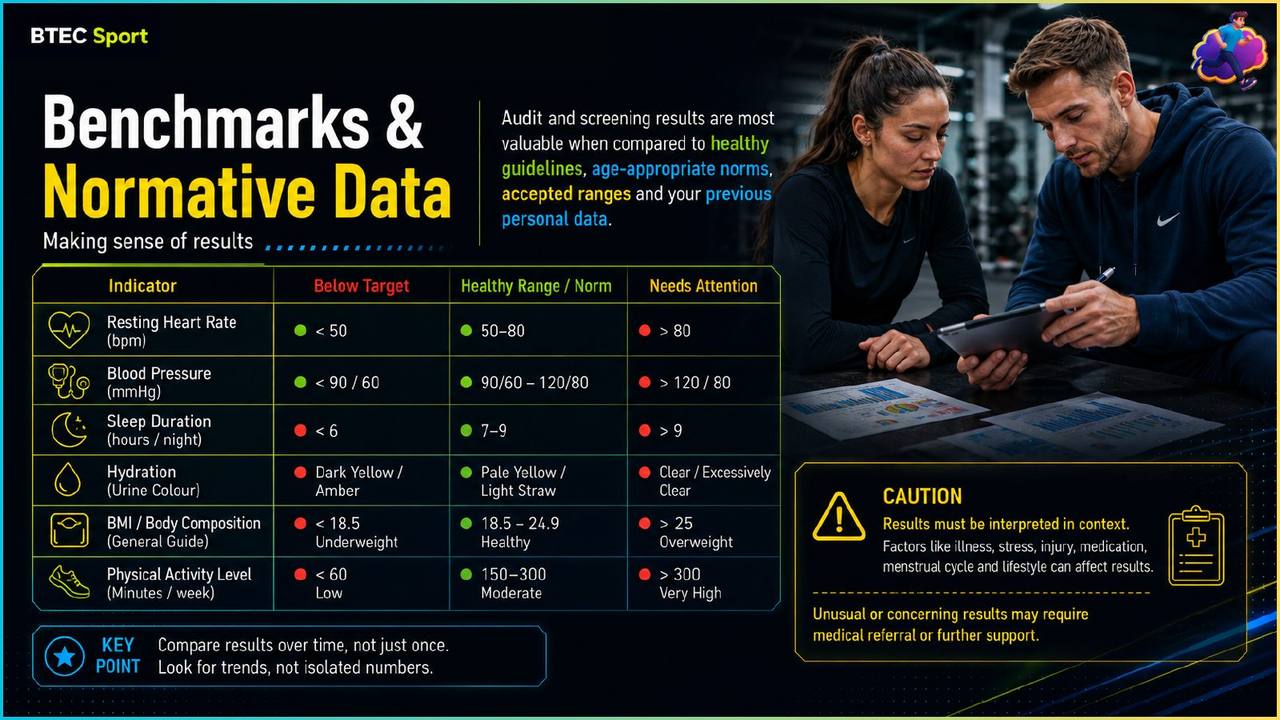 BTEC Sport
Benchmarks &
Normative Data
Making sense of results
Audit and screening results are most
valuable when compared to healthy
guidelines, age-appropriate norms,
accepted ranges and your previous
personal data.
Indicator Below Target Healthy Range / Norm Needs Attention
Resting Heart Rate
(bpm)
< 50
50–80
> 80
Blood Pressure
(mmHg)
< 90 / 60
90/60 – 120/80
> 120 / 80
Sleep Duration
(hours / night)
< 6
7–9
> 9
Hydration
(Urine Colour)
Dark Yellow /
Amber
Pale Yellow /
Light Straw
Clear / Excessively
Clear
BMI / Body Composition
(General Guide)
< 18.5
Underweight
18.5 – 24.9
Healthy
> 25
Overweight
Physical Activity Level
(Minutes / week)
< 60
Low
150–300
Moderate
> 300
Very High
KEY
POINT
Compare results over time, not just once.
Look for trends, not isolated numbers.
CAUTION
Results must be interpreted in context.
Factors like illness, stress, injury, medication,
menstrual cycle and lifestyle can affect results.
Unusual or concerning results may require
medical referral or further support.